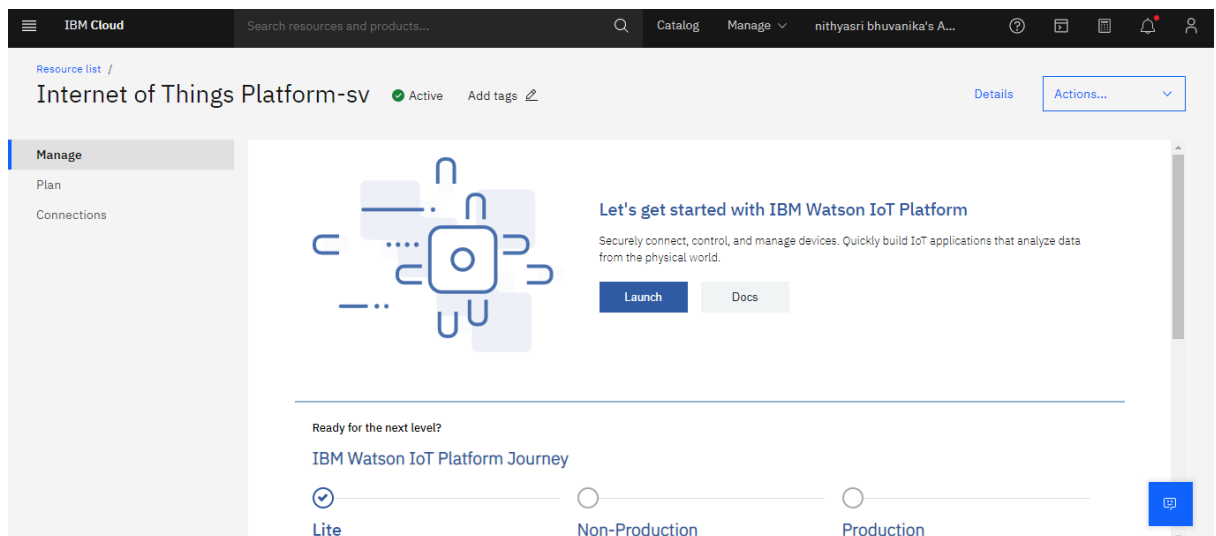 IBM Cloud
Search resources and products...
Catalog
Manage
nithyasri bhuvanika's A...
Resource list /
Internet of Things Platform-sv
Active
Add tags
Details
Actions...
Manage
Plan
Connections
Let's get started with IBM Watson IoT Platform
Securely connect, control, and manage devices. Quickly build IoT applications that analyze data
from the physical world.
Launch
Docs
Ready for the next level?
IBM Watson IoT Platform Journey
Lite
Non-Production
Production